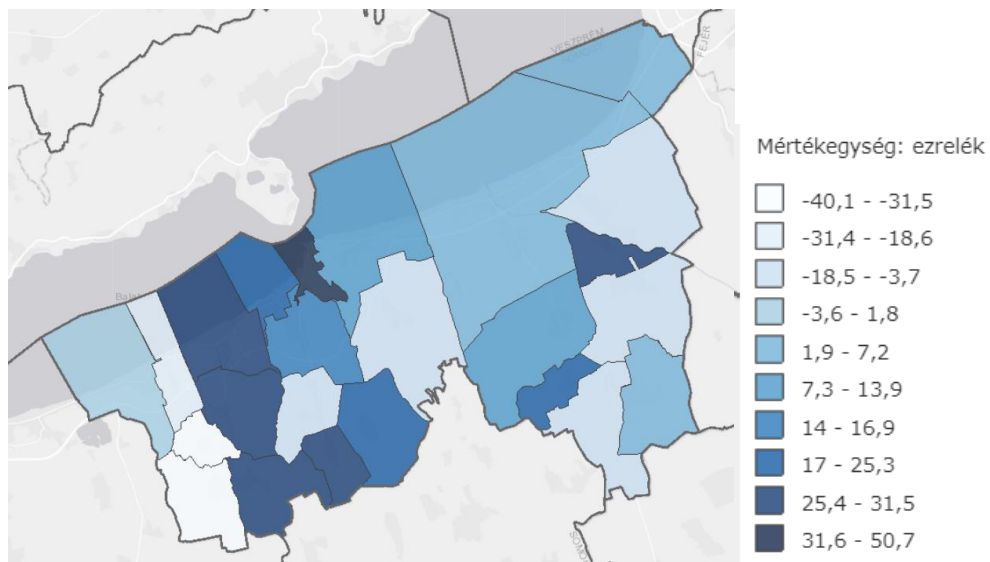 VESZPRÉM
FEJÉR
Mértékegység: ezrelék
-40,1 - -31,5
-31,4 - -18,6
-18,5 - -3,7
-3,6 - 1,8
1,9 - 7,2
7,3 - 13,9
14 - 16,9
17 - 25,3
25,4 - 31,5
31,6 - 50,7